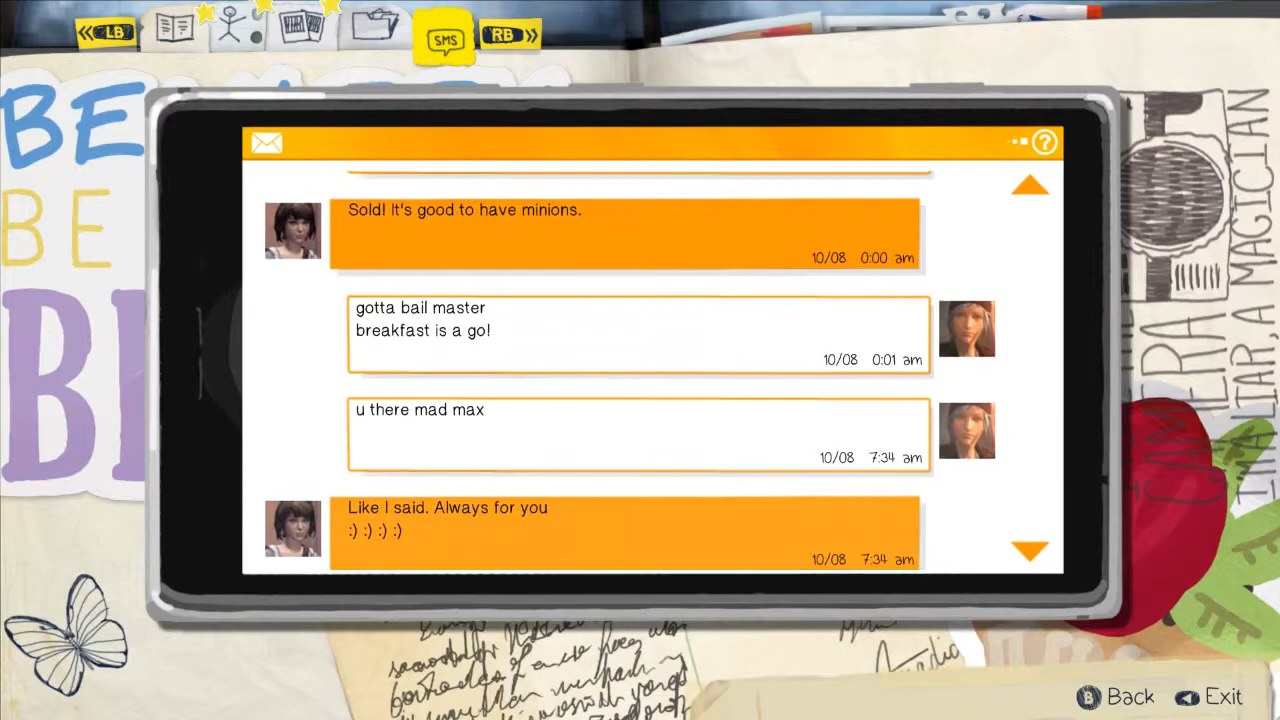 LB
SMS
RB
BE
BE
Sold! It's good to have minions.
10/08 0:00 am
gotta bail master
breakfast is a go!
10/08 0:01 am
u there mad max
10/08 7:34 am
Like I said. Always for you
:) :) :) :)
10/08 7:34 am
CAMERA
LIAR, A MAGICIAN
B Back
Exit